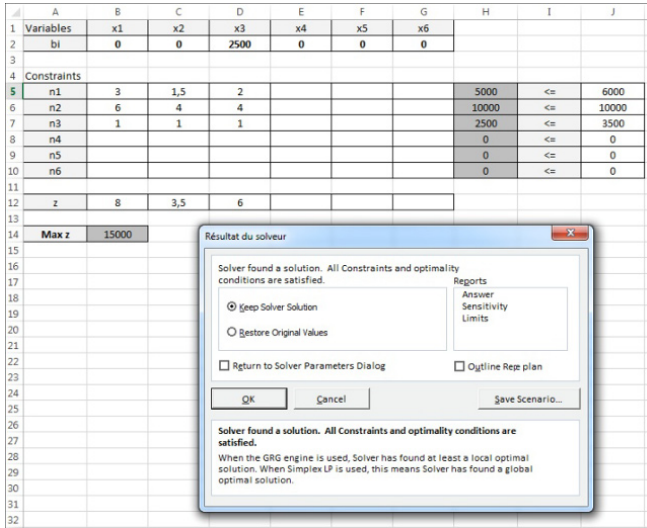 A B C D E F G H I J
1 Variables x1 x2 x3 x4 x5 x6
2 bi 0 0 2500 0 0 0
3
4 Constraints
5 n1 3 1,5 2 5000 <= 6000
6 n2 6 4 4 10000 <= 10000
7 n3 1 1 1 2500 <= 3500
8 n4 0 <= 0
9 n5 0 <= 0
10 n6 0 <= 0
11
12 z 8 3,5 6
13
14 Max z 15000
15
16
17
18
19
20
21
22
23
24
25
26
27
28
29
30
31
32
Résultat du solveur
Solver found a solution. All Constraints and optimality
conditions are satisfied.
Reports
Keep Solver Solution
Restore Original Values
Answer
Sensitivity
Limits
Return to Solver Parameters Dialog
Outline Repe plan
OK Cancel Save Scenario...
Solver found a solution. All Constraints and optimality conditions are
satisfied.
When the GRG engine is used, Solver has found at least a local optimal
solution. When Simplex LP is used, this means Solver has found a global
optimal solution.